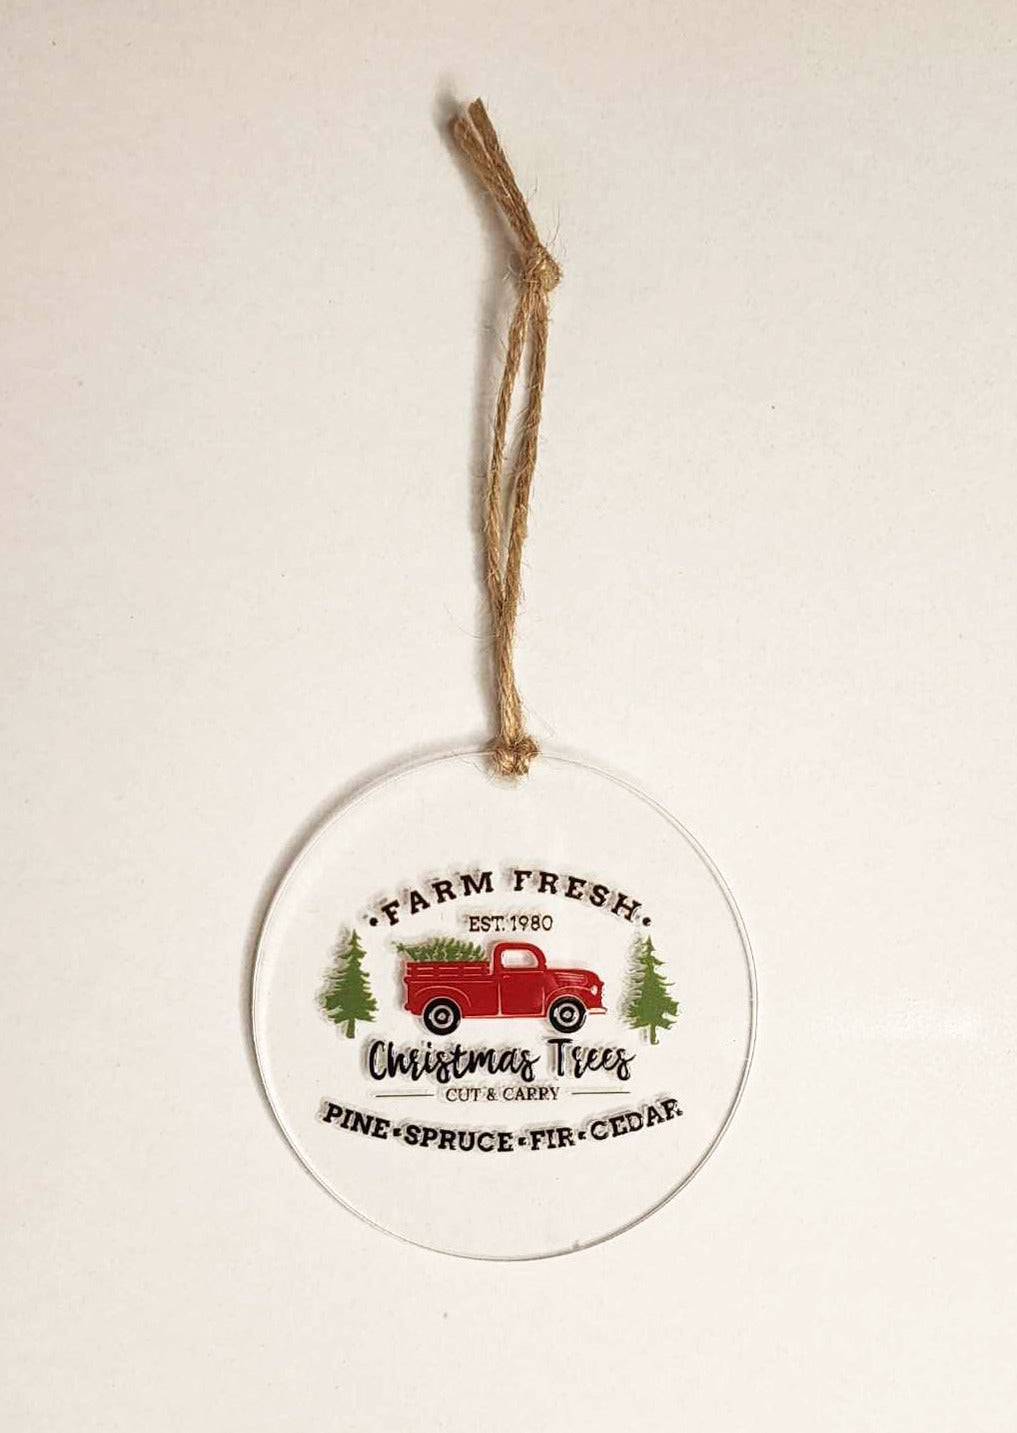 • FARM FRESH •
EST. 1980
Christmas Trees
CUT & CARRY
PINE • SPRUCE • FIR • CEDAR